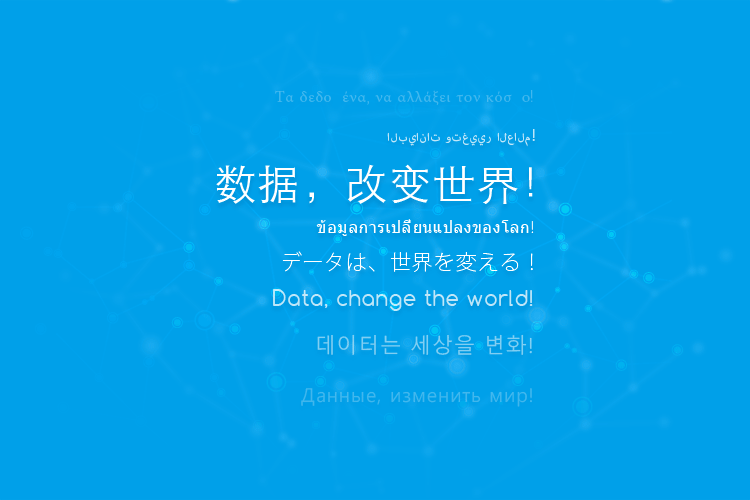 Τα δεδο ένα, να αλλάξει τον κόσ ο!
البيانات وتغيير العالم!
数据，改变世界!
ข้อมูลการเปลี่ยนแปลงของโลก!
データは、世界を変える！
Data, change the world!
데이터는 세상을 변화!
Данные, изменить мир!